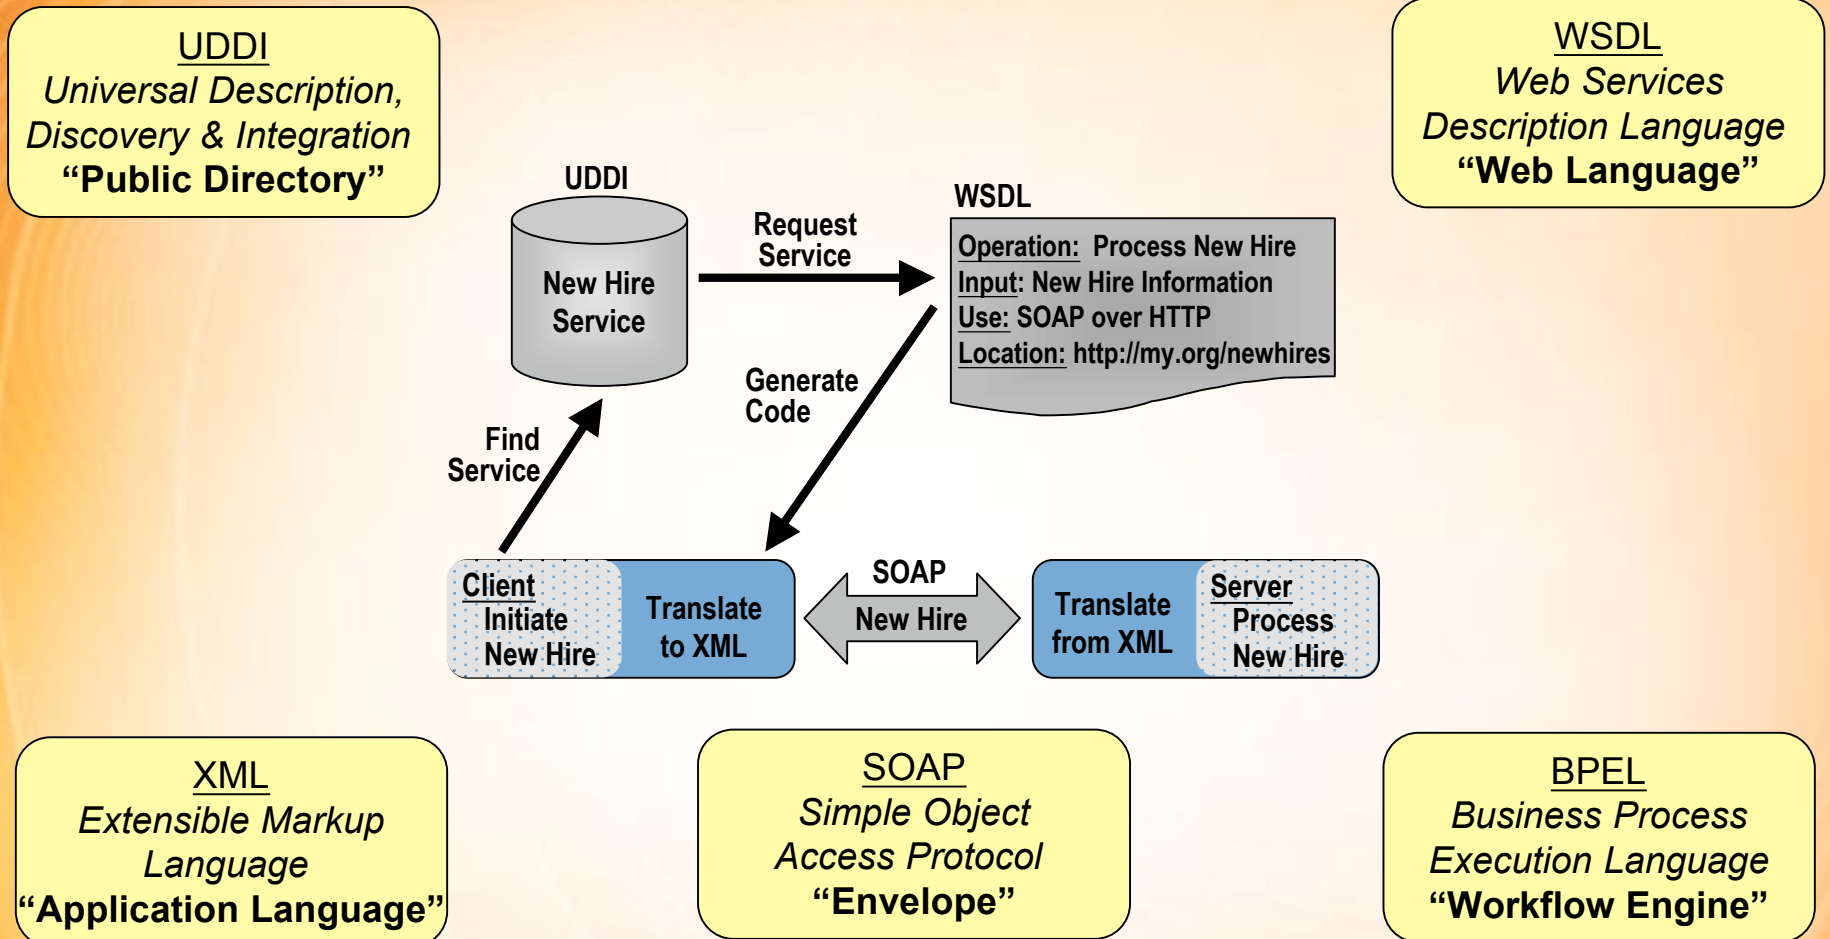 UDDI
Universal Description,
Discovery & Integration
“Public Directory”
WSDL
Web Services
Description Language
“Web Language”
UDDI
New Hire
Service
Request
Service
WSDL
Operation: Process New Hire
Input: New Hire Information
Use: SOAP over HTTP
Location: http://my.org/newhires
Generate
Code
Find
Service
Client
Initiate
New Hire
Translate
to XML
SOAP
New Hire
Translate
from XML
Server
Process
New Hire
XML
Extensible Markup
Language
“Application Language”
SOAP
Simple Object
Access Protocol
“Envelope”
BPEL
Business Process
Execution Language
“Workflow Engine”